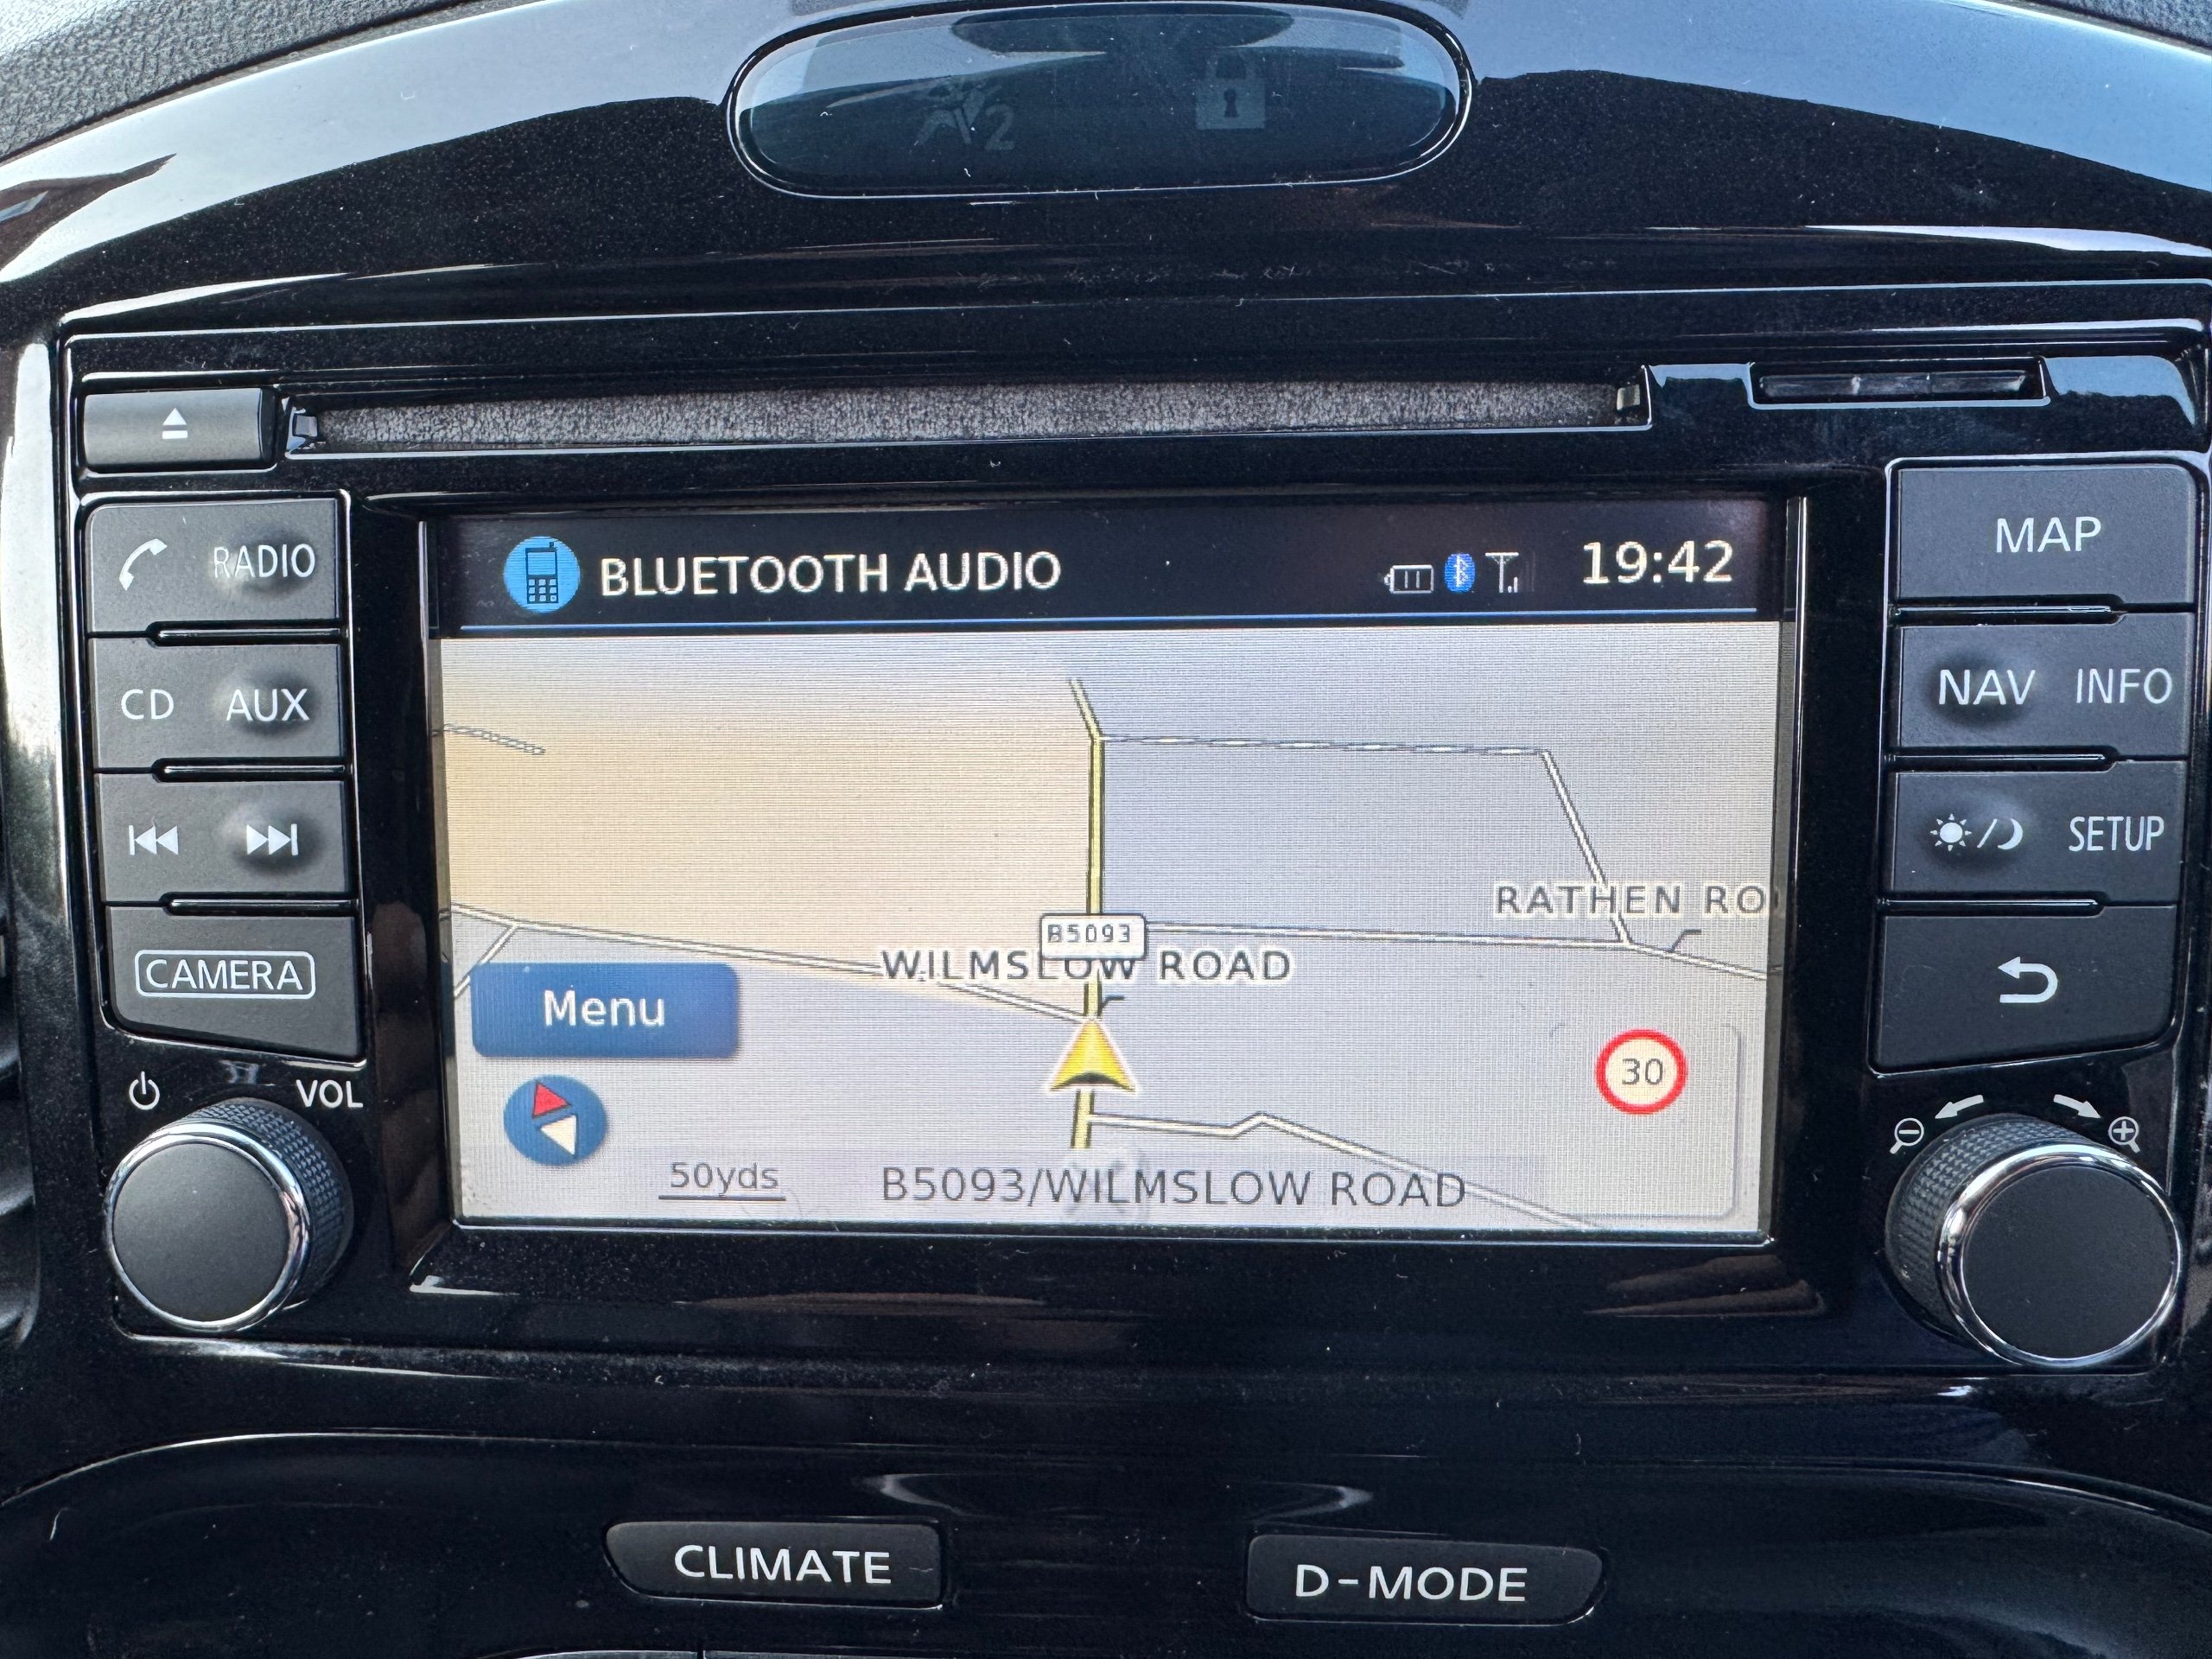 2
RADIO
CD AUX
CAMERA
VOL
BLUETOOTH AUDIO 19:42
RATHEN RO
B5093
WILMSLOW ROAD
Menu
30
50yds B5093/WILMSLOW ROAD
MAP
NAV INFO
SETUP
CLIMATE
D-MODE